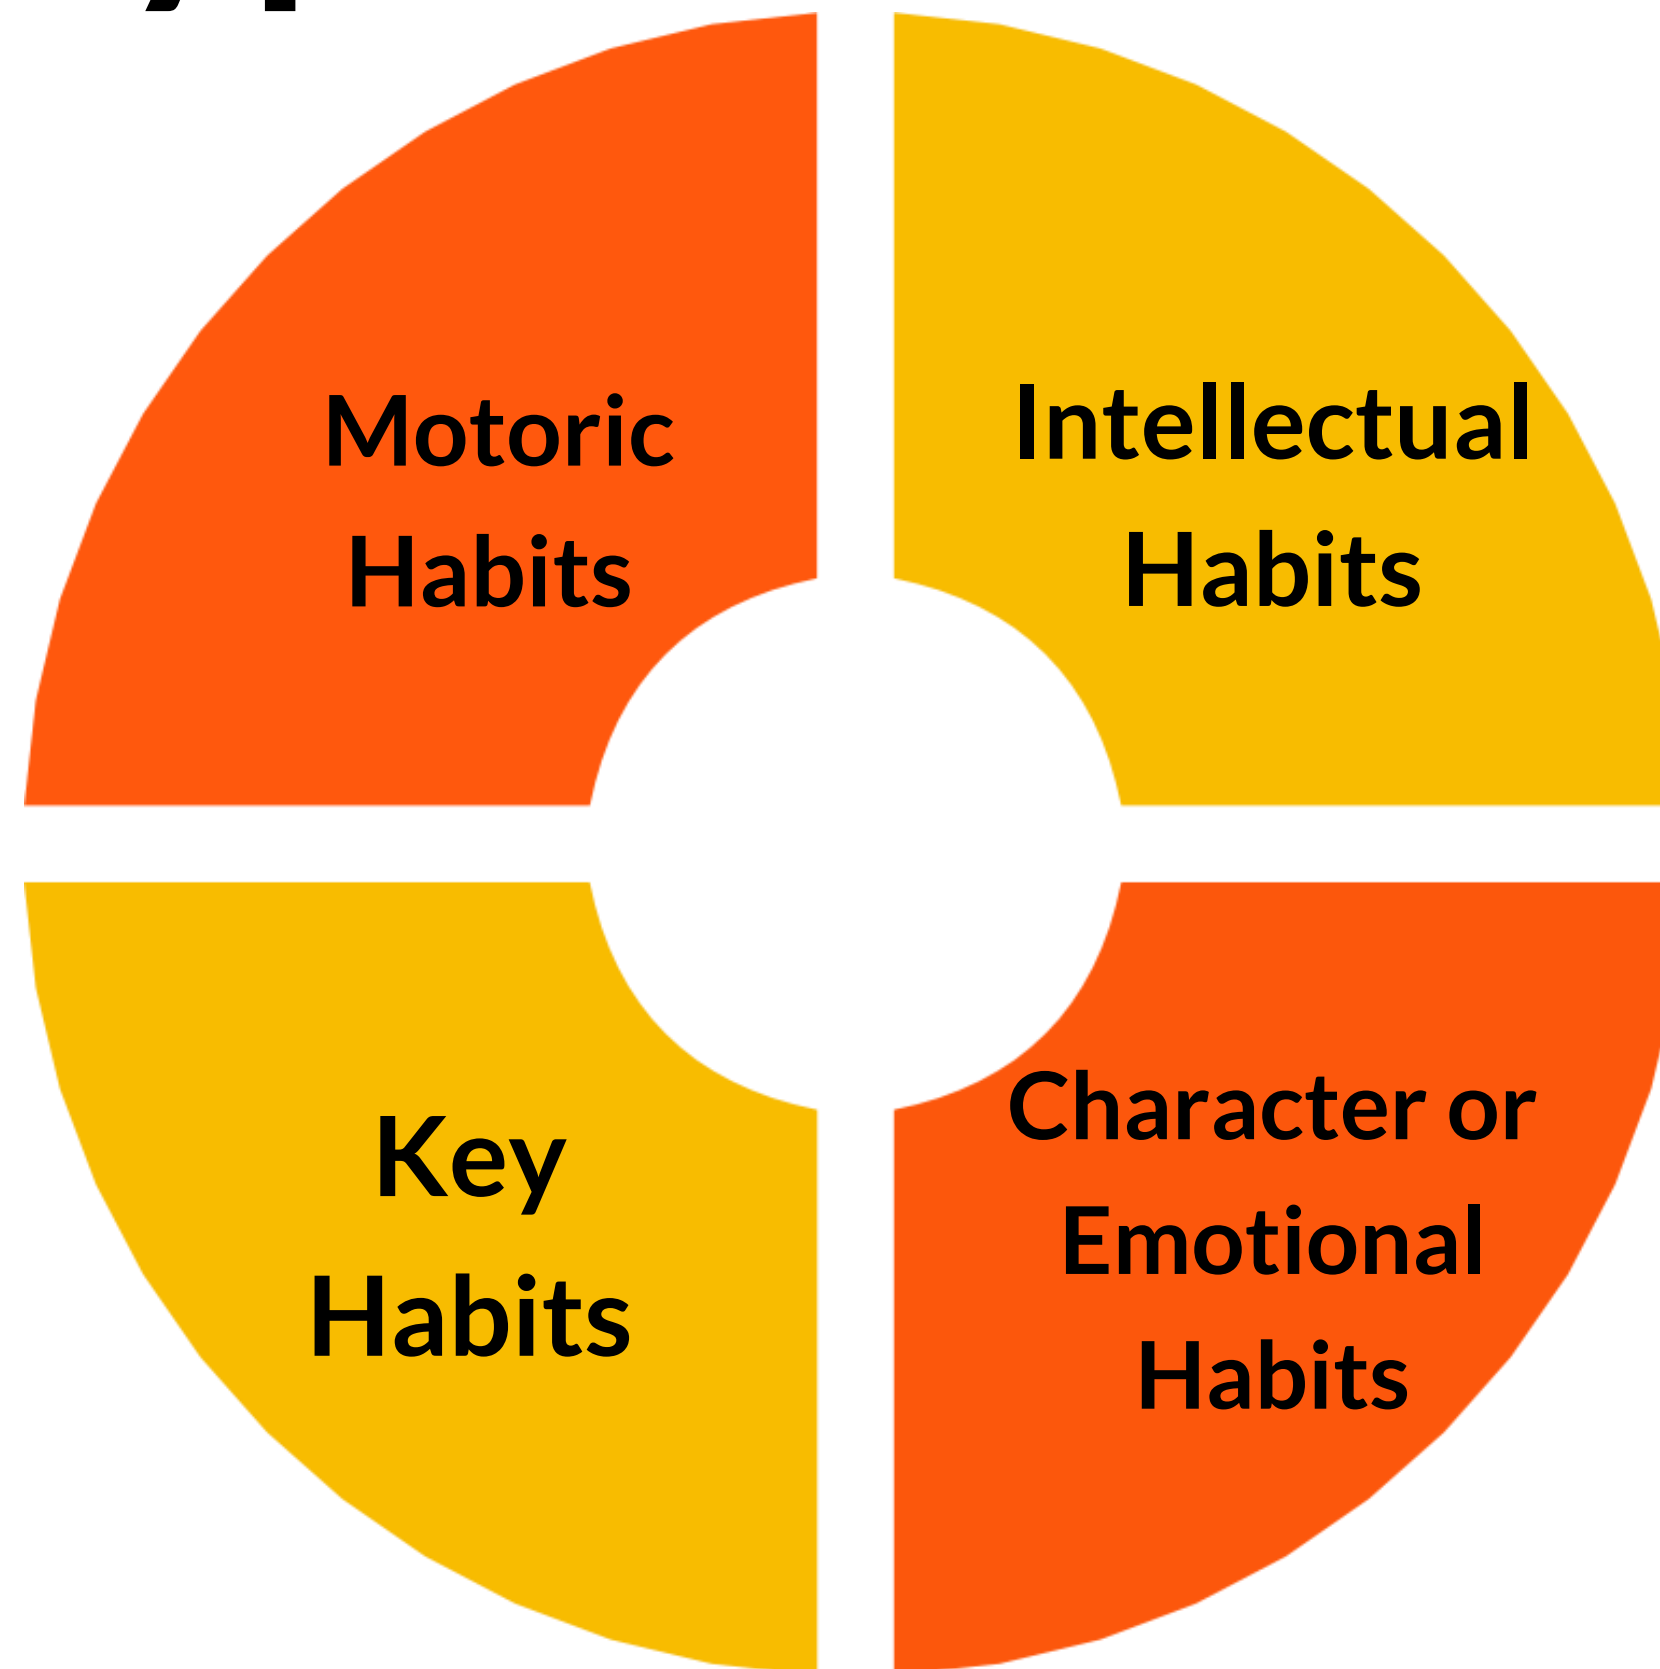 Motoric
Habits
Intellectual
Habits
Key
Habits
Character or
Emotional
Habits